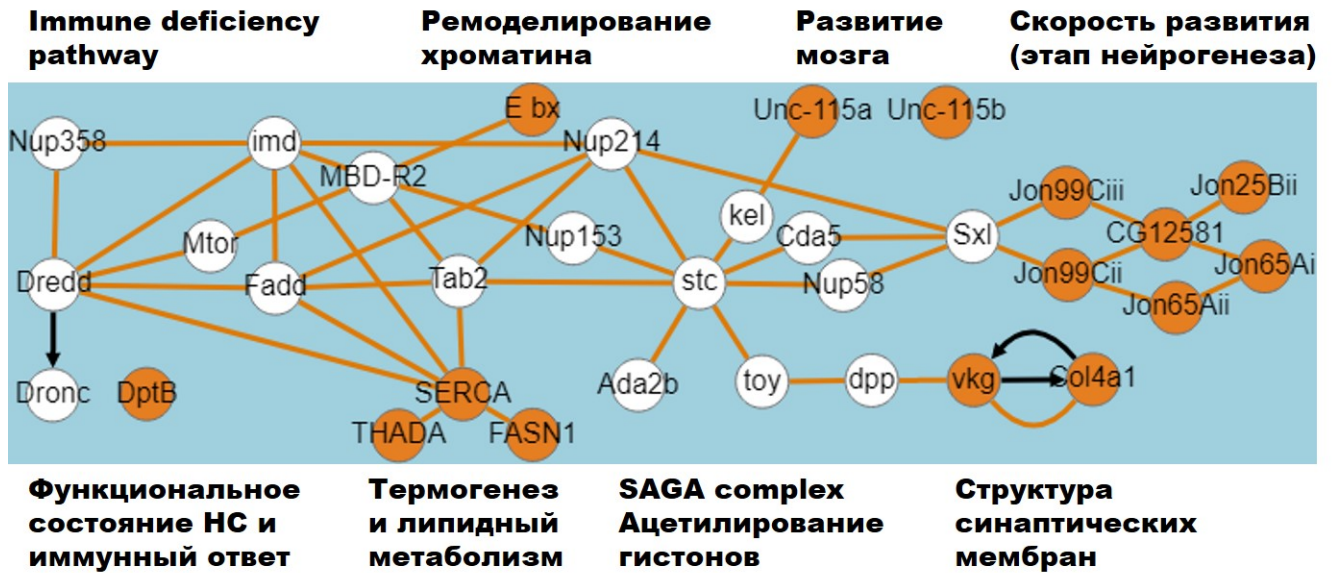 Immune deficiency
pathway
Ремоделирование
хроматина
Развитие
мозга
Скорость развития
(этап нейрогенеза)
E bx
Unc-115a
Unc-115b
Nup358
imd
Nup214
MBD-R2
Jon99Ciii
Jon25Bii
kel
Mtor
Nup153
Cda5
Sxl
CG12581
Dredd
Fadd
Tab2
stc
Nup58
Jon99Cii
Jon65Ai
Jon65Aii
Dronc
DptB
SERCA
Ada2b
toy
dpp
vkg
Col4a1
THADA
FASN1
Функциональное
состояние НС и
иммунный ответ
Термогенез
и липидный
метаболизм
SAGA complex
Ацетилирование
гистонов
Структура
синаптических
мембран